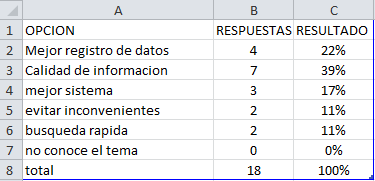 A B C
1 OPCION RESPUESTAS RESULTADO
2 Mejor registro de datos 4 22%
3 Calidad de informacion 7 39%
4 mejor sistema 3 17%
5 evitar inconvenientes 2 11%
6 busqueda rapida 2 11%
7 no conoce el tema 0 0%
8 total 18 100%